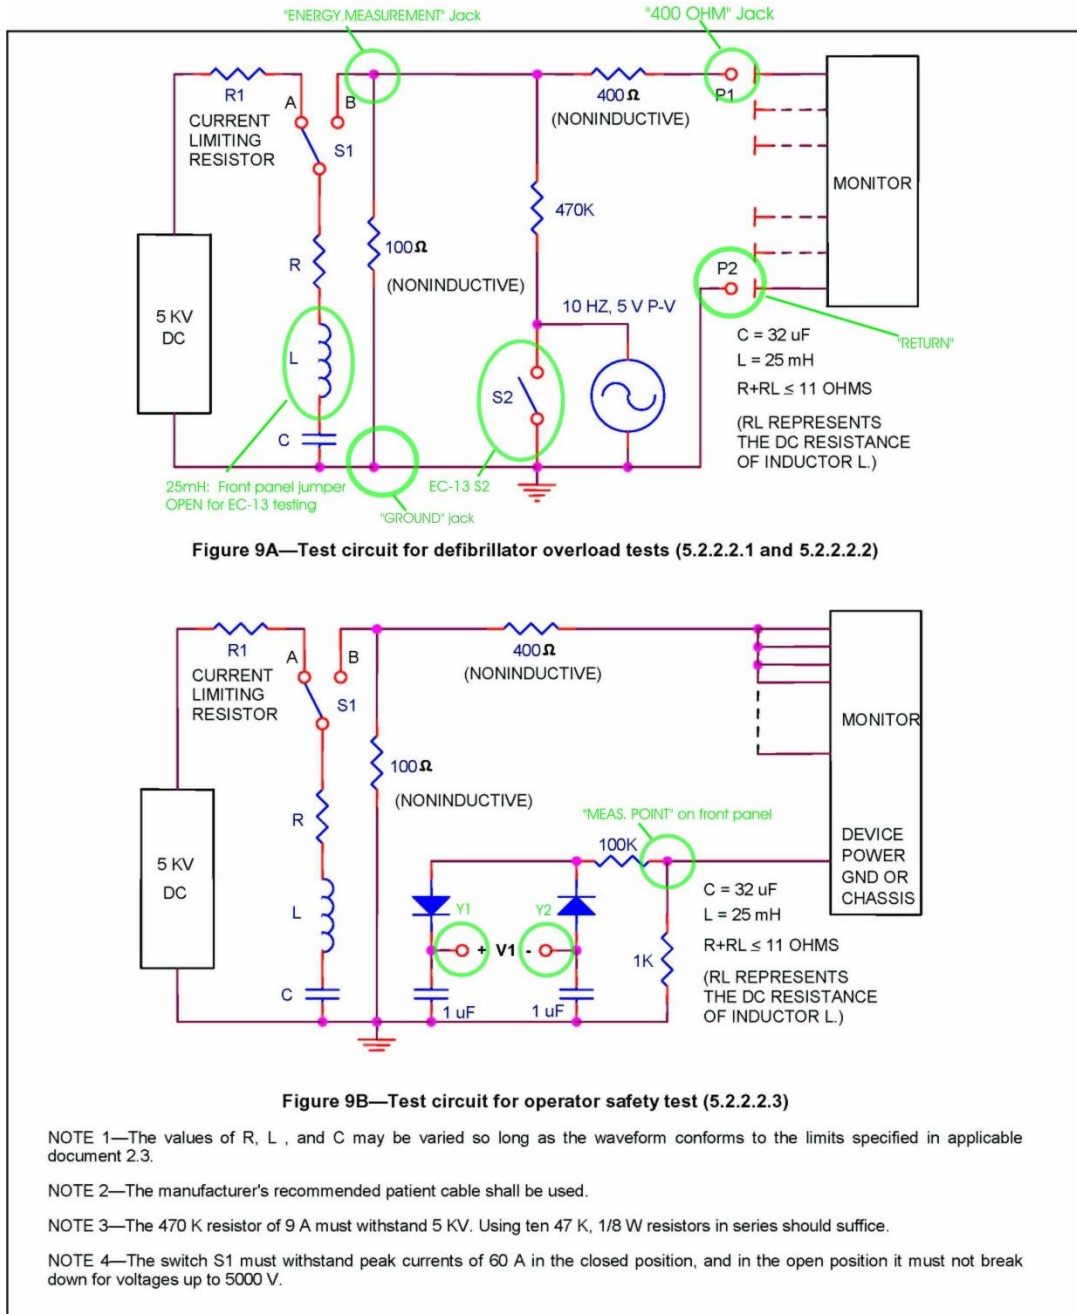 "ENERGY MEASUREMENT" Jack
"400 OHM" Jack
R1
A
B
400Ω
P1
CURRENT
LIMITING
RESISTOR
S1
(NONINDUCTIVE)
MONITOR
470K
R
100Ω
(NONINDUCTIVE)
P2
5 KV
DC
10 HZ, 5 V P-V
C = 32 uF
"RETURN"
L
L = 25 mH
S2
R+RL ≤ 11 OHMS
C
(RL REPRESENTS
THE DC RESISTANCE
OF INDUCTOR L.)
25mH: Front panel jumper
OPEN for EC-13 testing
EC-13 S2
"GROUND" jack
Figure 9A—Test circuit for defibrillator overload tests (5.2.2.2.1 and 5.2.2.2.2)
R1
A
B
400Ω
CURRENT
LIMITING
RESISTOR
(NONINDUCTIVE)
S1
MONITOR
100Ω
(NONINDUCTIVE)
R
"MEAS. POINT" on front panel
5 KV
DC
100K
DEVICE
POWER
GND OR
CHASSIS
C = 32 uF
L
Y1
Y2
L = 25 mH
+ V1 -
R+RL ≤ 11 OHMS
1K
C
1 uF
1 uF
(RL REPRESENTS
THE DC RESISTANCE
OF INDUCTOR L.)
Figure 9B—Test circuit for operator safety test (5.2.2.2.3)
NOTE 1—The values of R, L , and C may be varied so long as the waveform conforms to the limits specified in applicable
document 2.3.
NOTE 2—The manufacturer's recommended patient cable shall be used.
NOTE 3—The 470 K resistor of 9 A must withstand 5 KV. Using ten 47 K, 1/8 W resistors in series should suffice.
NOTE 4—The switch S1 must withstand peak currents of 60 A in the closed position, and in the open position it must not break
down for voltages up to 5000 V.